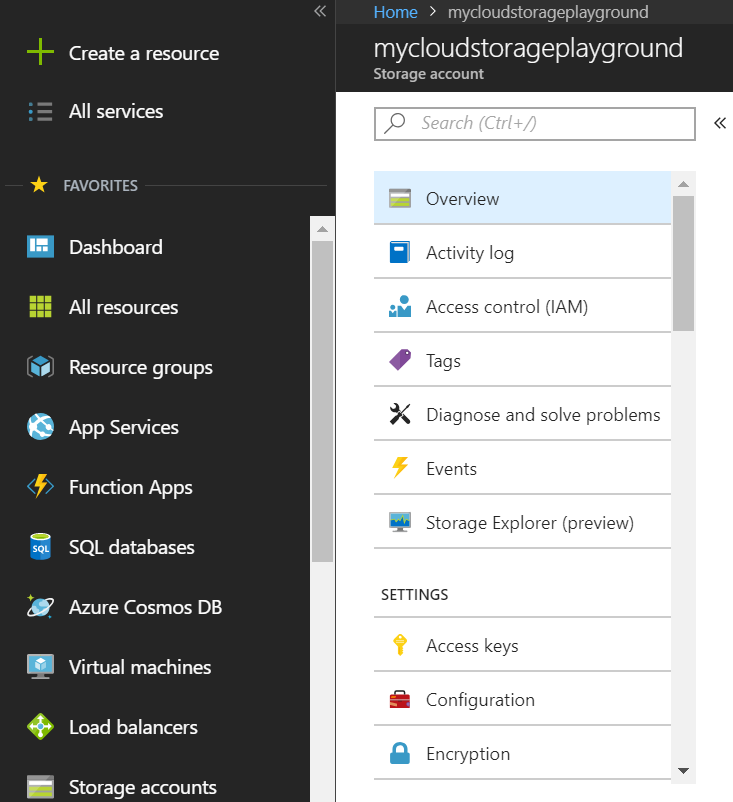 Create a resource
All services
FAVORITES
Dashboard
All resources
Resource groups
App Services
Function Apps
SQL databases
Azure Cosmos DB
Virtual machines
Load balancers
Storage accounts
Home > mycloudstorageplayground
mycloudstorageplayground
Storage account
Search (Ctrl+/)
Overview
Activity log
Access control (IAM)
Tags
Diagnose and solve problems
Events
Storage Explorer (preview)
SETTINGS
Access keys
Configuration
Encryption